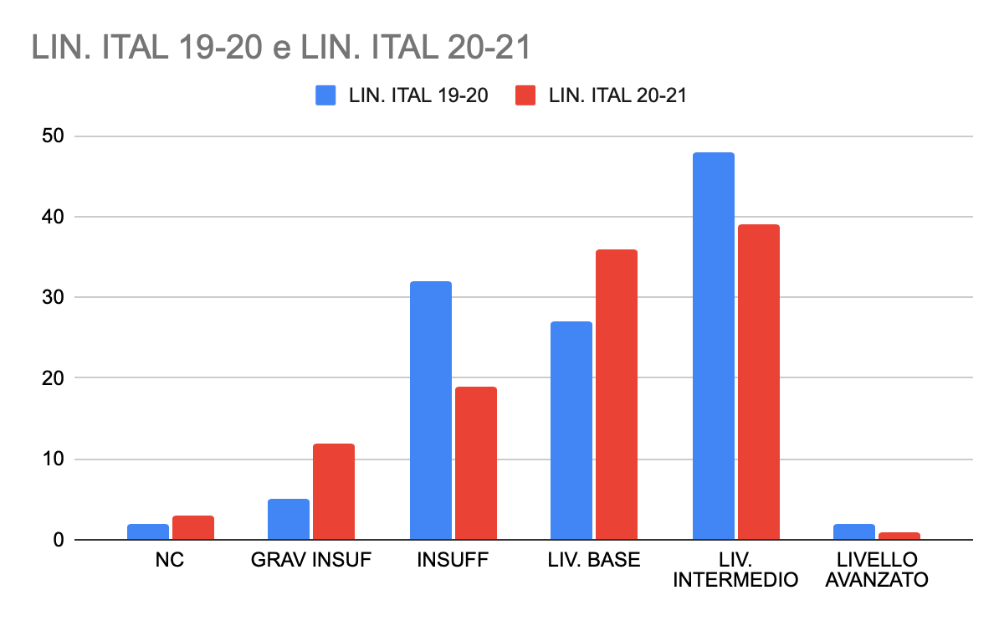 LIN. ITAL 19-20 e LIN. ITAL 20-21
LIN. ITAL 19-20 LIN. ITAL 20-21
50
40
30
20
10
0
NC GRAV INSUF INSUFF LIV. BASE LIV. LIVELLO
INTERMEDIO AVANZATO